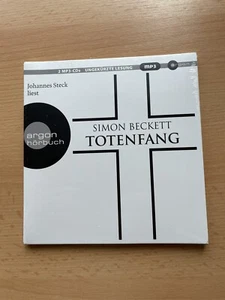 2 MP3-CDs UNGEKÜRZTE LESUNG MP3
Johannes Steck
liest
argon
hörbuch
SIMON BECKETT
TOTENFANG